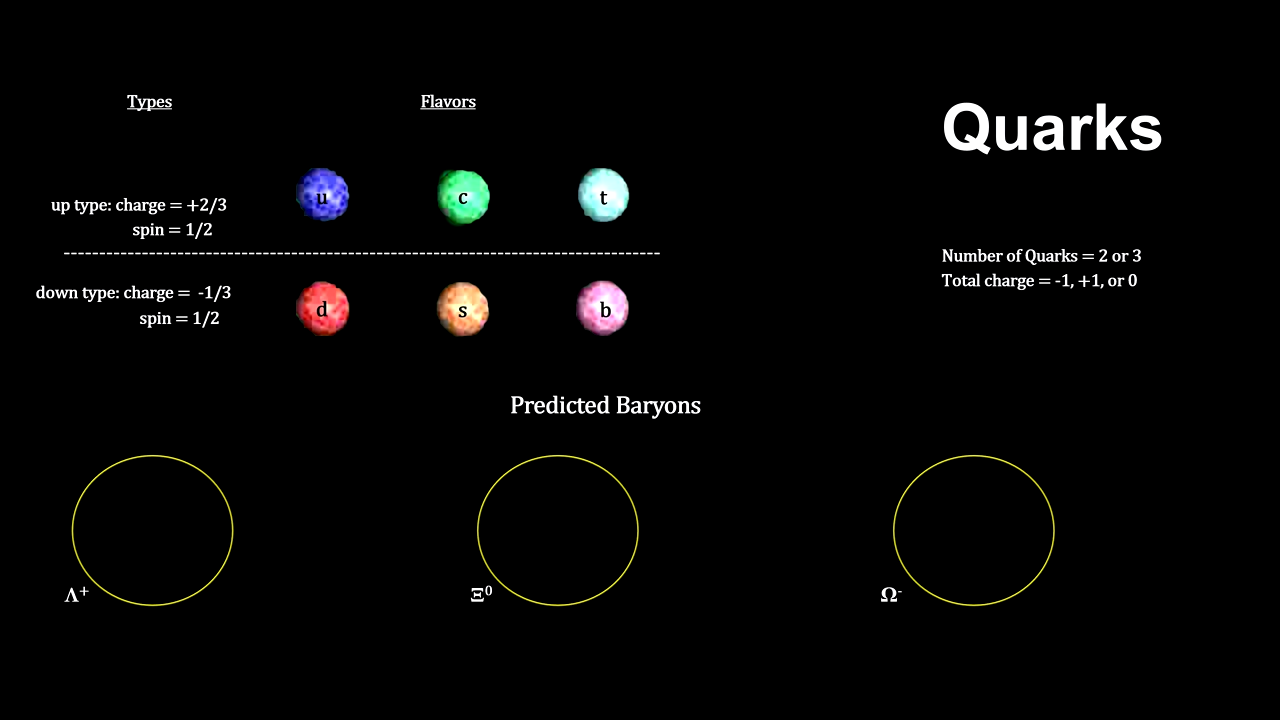 Types
Flavors
Quarks
u
c
t
up type: charge = +2/3
spin = 1/2
--------------------------------------------------------------------------------------
Number of Quarks = 2 or 3
Total charge = -1, +1, or 0
down type: charge =  -1/3
spin = 1/2
d
s
b
Predicted Baryons
Λ⁺
Ξ⁰
Ω⁻